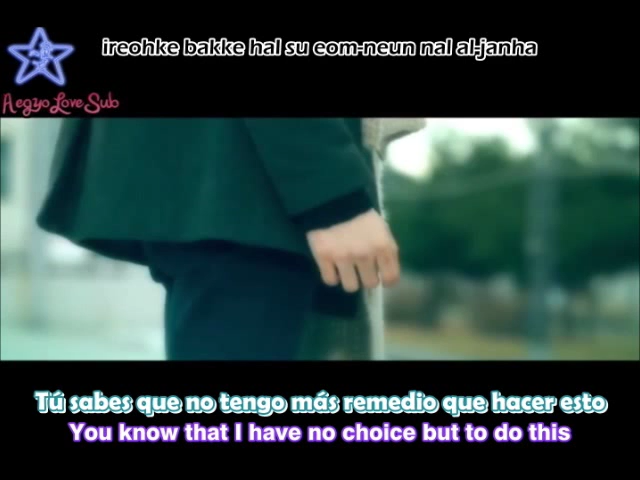 ireohke bakke hal su eom-neun nal al-janha
Aegyo Love Sub
Tú sabes que no tengo más remedio que hacer esto
You know that I have no choice but to do this